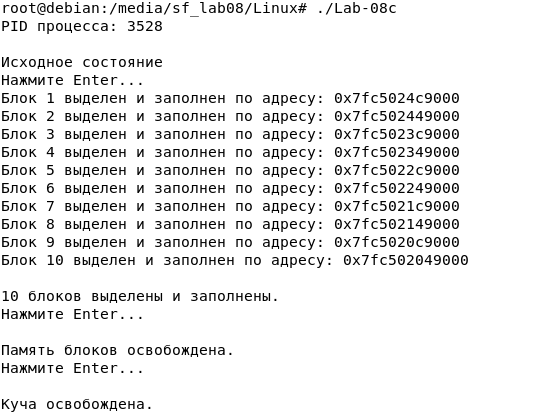 root@debian:/media/sf_lab08/Linux# ./Lab-08c
PID процесса: 3528
Исходное состояние
Нажмите Enter...
Блок 1 выделен и заполнен по адресу: 0x7fc5024c9000
Блок 2 выделен и заполнен по адресу: 0x7fc502449000
Блок 3 выделен и заполнен по адресу: 0x7fc5023c9000
Блок 4 выделен и заполнен по адресу: 0x7fc502349000
Блок 5 выделен и заполнен по адресу: 0x7fc5022c9000
Блок 6 выделен и заполнен по адресу: 0x7fc502249000
Блок 7 выделен и заполнен по адресу: 0x7fc5021c9000
Блок 8 выделен и заполнен по адресу: 0x7fc502149000
Блок 9 выделен и заполнен по адресу: 0x7fc5020c9000
Блок 10 выделен и заполнен по адресу: 0x7fc502049000
10 блоков выделены и заполнены.
Нажмите Enter...
Память блоков освобождена.
Нажмите Enter...
Куча освобождена.